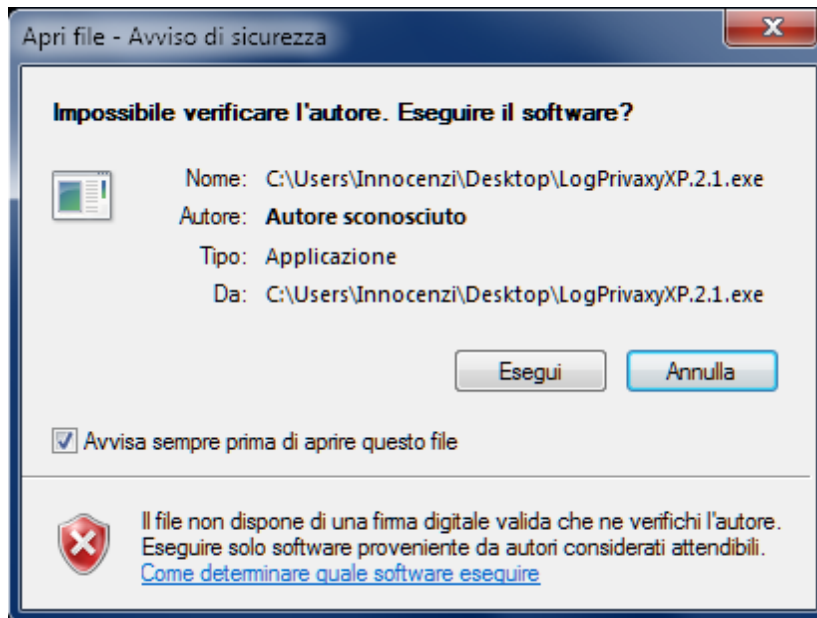 Apri file - Avviso di sicurezza
Impossibile verificare l'autore. Eseguire il software?
Nome: C:\Users\Innocenzi\Desktop\LogPrivaxyXP.2.1.exe
Autore: Autore sconosciuto
Tipo: Applicazione
Da: C:\Users\Innocenzi\Desktop\LogPrivaxyXP.2.1.exe
Esegui Annulla
Avvisa sempre prima di aprire questo file
Il file non dispone di una firma digitale valida che ne verifichi l'autore.
Eseguire solo software proveniente da autori considerati attendibili.
Come determinare quale software eseguire